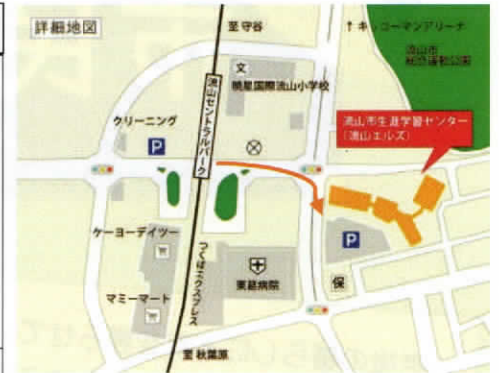 詳細地図
至 守谷
↑ キッコーマンアリーナ
流山市
総合運動公園
文
暁星国際流山小学校
流山市生涯学習センター
(流山エルズ)
クリーニング
P
流山セントラルパーク
ケーヨーデイツー
P
つくばエクスプレス
東葛病院
保
マミーマート
至 秋葉原